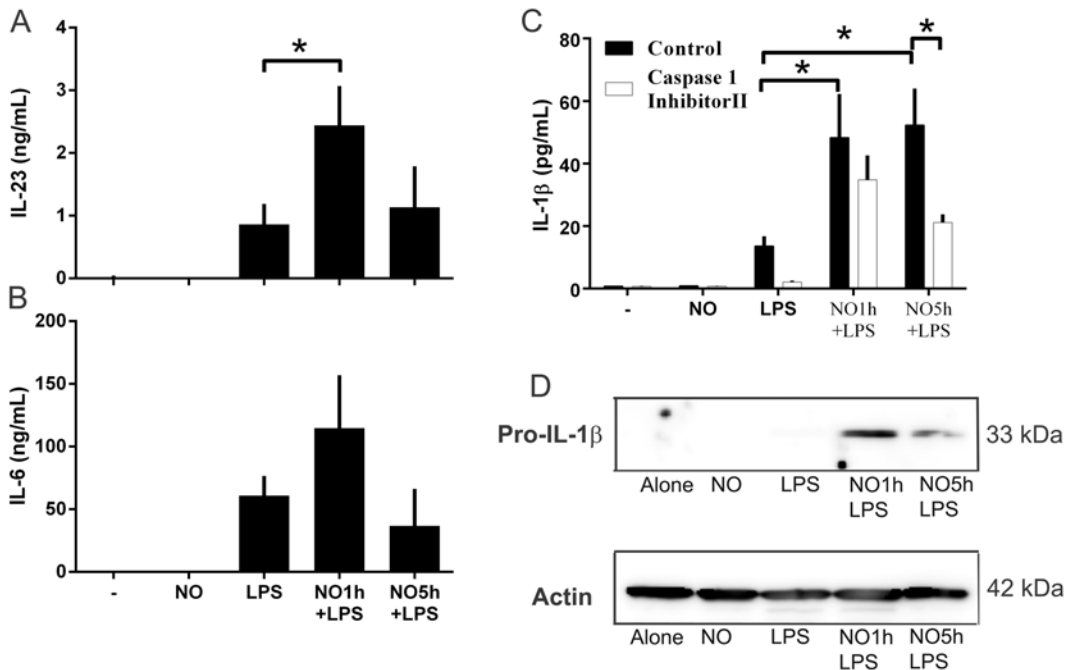 A
IL-23 (ng/mL)
4
3
2
1
0
*
B
IL-6 (ng/mL)
200
150
100
50
0
- NO LPS NO1h NO5h
+LPS +LPS
C
IL-1β (pg/mL)
80
60
40
20
0
Control
Caspase 1
InhibitorII
*
*
*
- NO LPS NO1h NO5h
+LPS +LPS
D
Pro-IL-1β 33 kDa
Alone NO LPS NO1h NO5h
LPS LPS
Actin 42 kDa
Alone NO LPS NO1h NO5h
LPS LPS